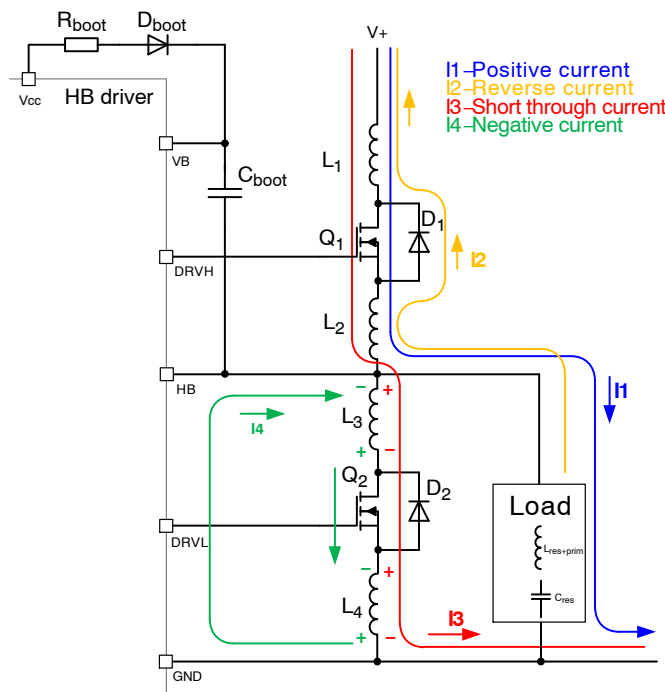 Rboot
Dboot
V+
I1–Positive current
I2–Reverse current
I3–Short through current
I4–Negative current
Vcc
HB driver
VB
Cboot
L1
Q1
D1
DRVH
I2
L2
HB
I1
− +
I4
L3
+ −
Q2
D2
Load
Lres+prim
DRVL
Cres
− +
L4
I3
+ −
GND